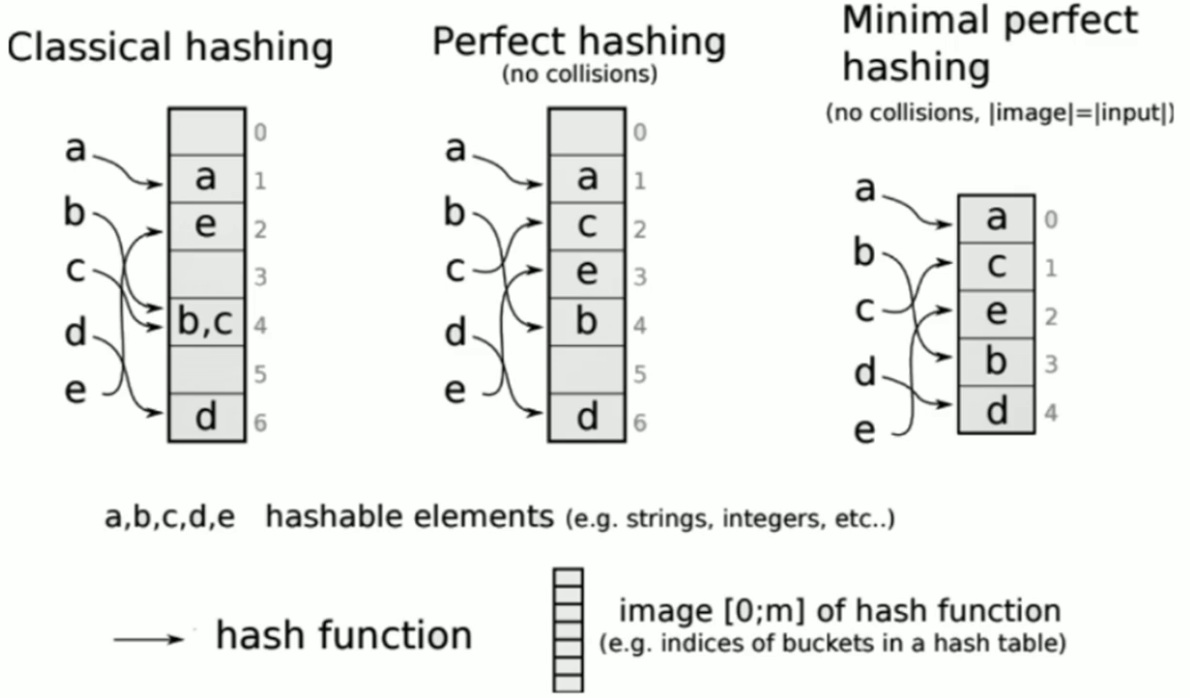 Classical hashing
a
b
c
d
e
a
e
b,c
d
0
1
2
3
4
5
6
Perfect hashing
(no collisions)
a
b
c
d
e
a
c
e
b
d
0
1
2
3
4
5
6
Minimal perfect
hashing
(no collisions, |image|=|input|)
a
b
c
d
e
a
c
e
b
d
0
1
2
3
4
a,b,c,d,e hashable elements (e.g. strings, integers, etc..)
hash function
image [0;m] of hash function
(e.g. indices of buckets in a hash table)